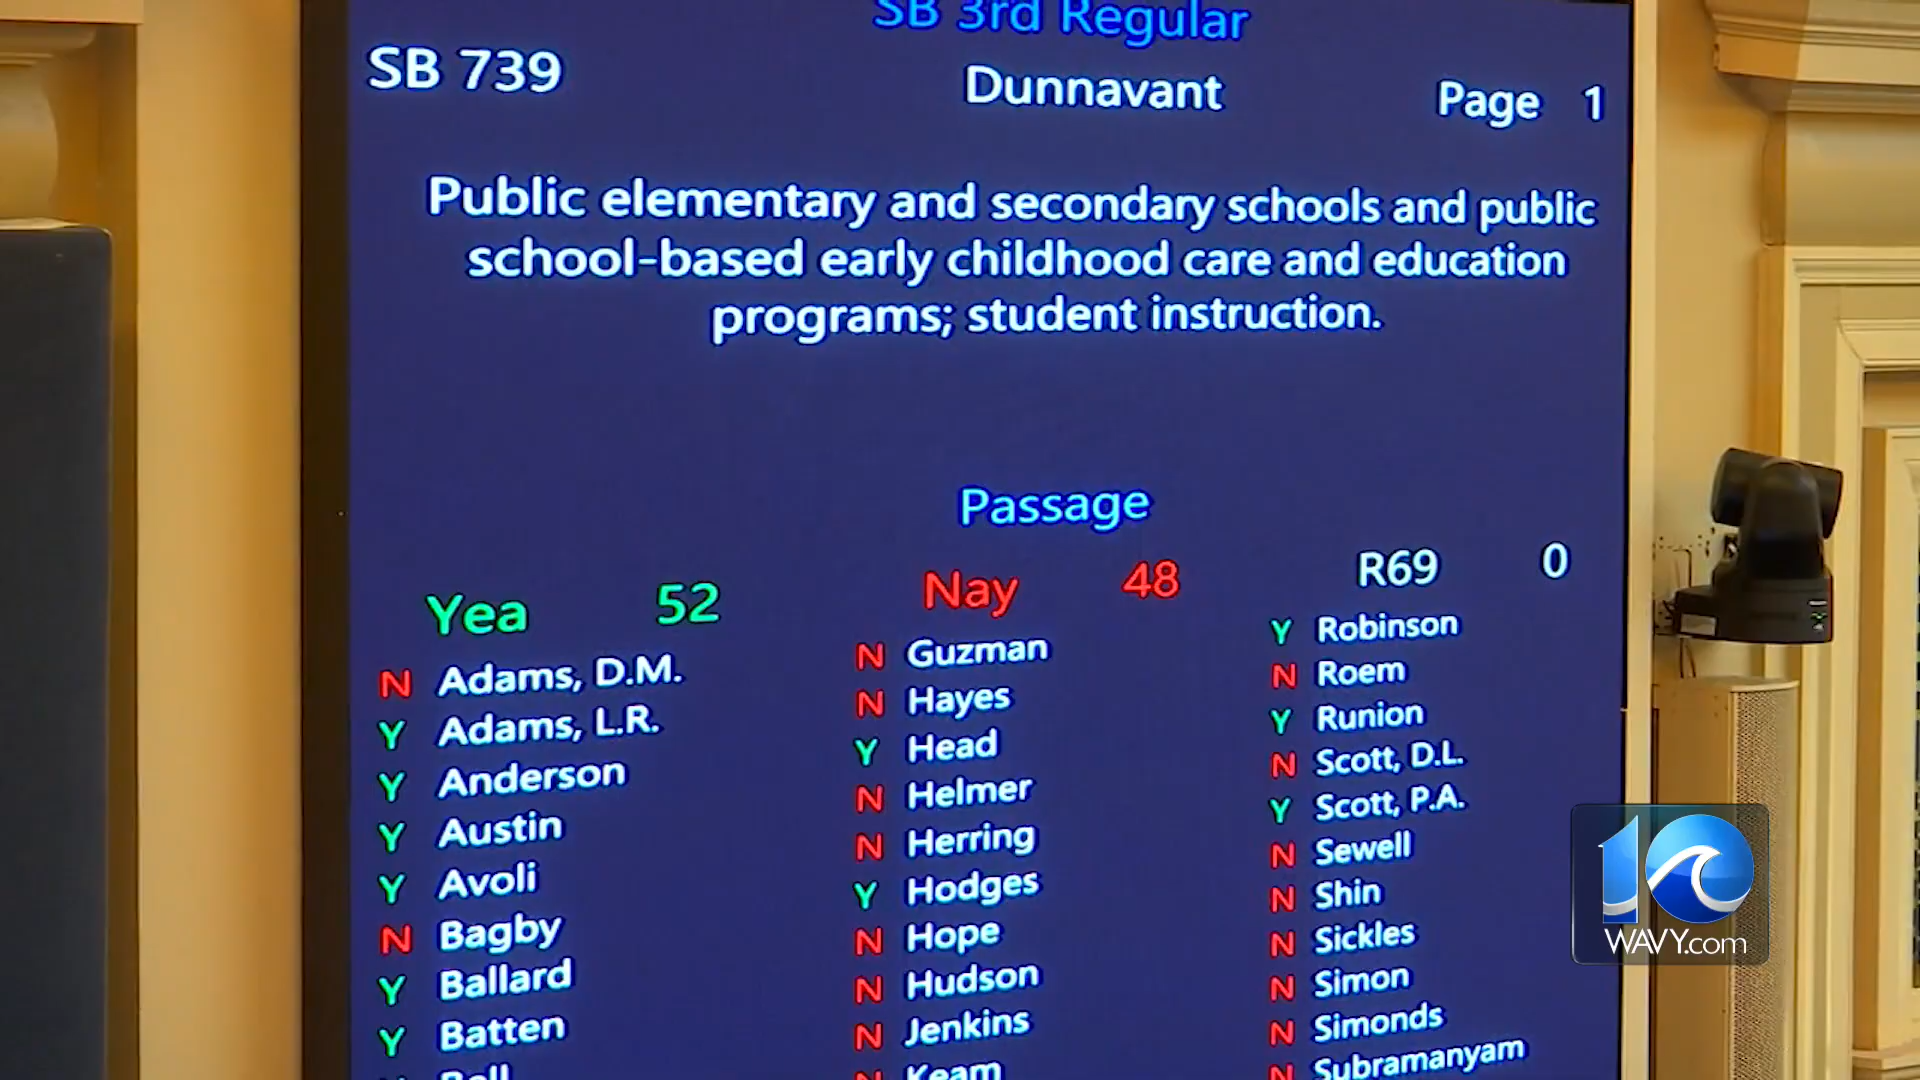 SB 3rd Regular
SB 739 Dunnavant Page 1
Public elementary and secondary schools and public
school-based early childhood care and education
programs; student instruction.
Passage
Yea 52 Nay 48 R69 0
N Adams, D.M.
Y Adams, L.R.
Y Anderson
Y Austin
Y Avoli
N Bagby
Y Ballard
Y Batten
Bell
N Guzman
N Hayes
Y Head
N Helmer
N Herring
Y Hodges
N Hope
N Hudson
N Jenkins
N Keam
Y Robinson
N Roem
Y Runion
N Scott, D.L.
Y Scott, P.A.
N Sewell
N Shin
N Sickles
N Simon
N Simonds
N Subramanyam
10
WAVY.com